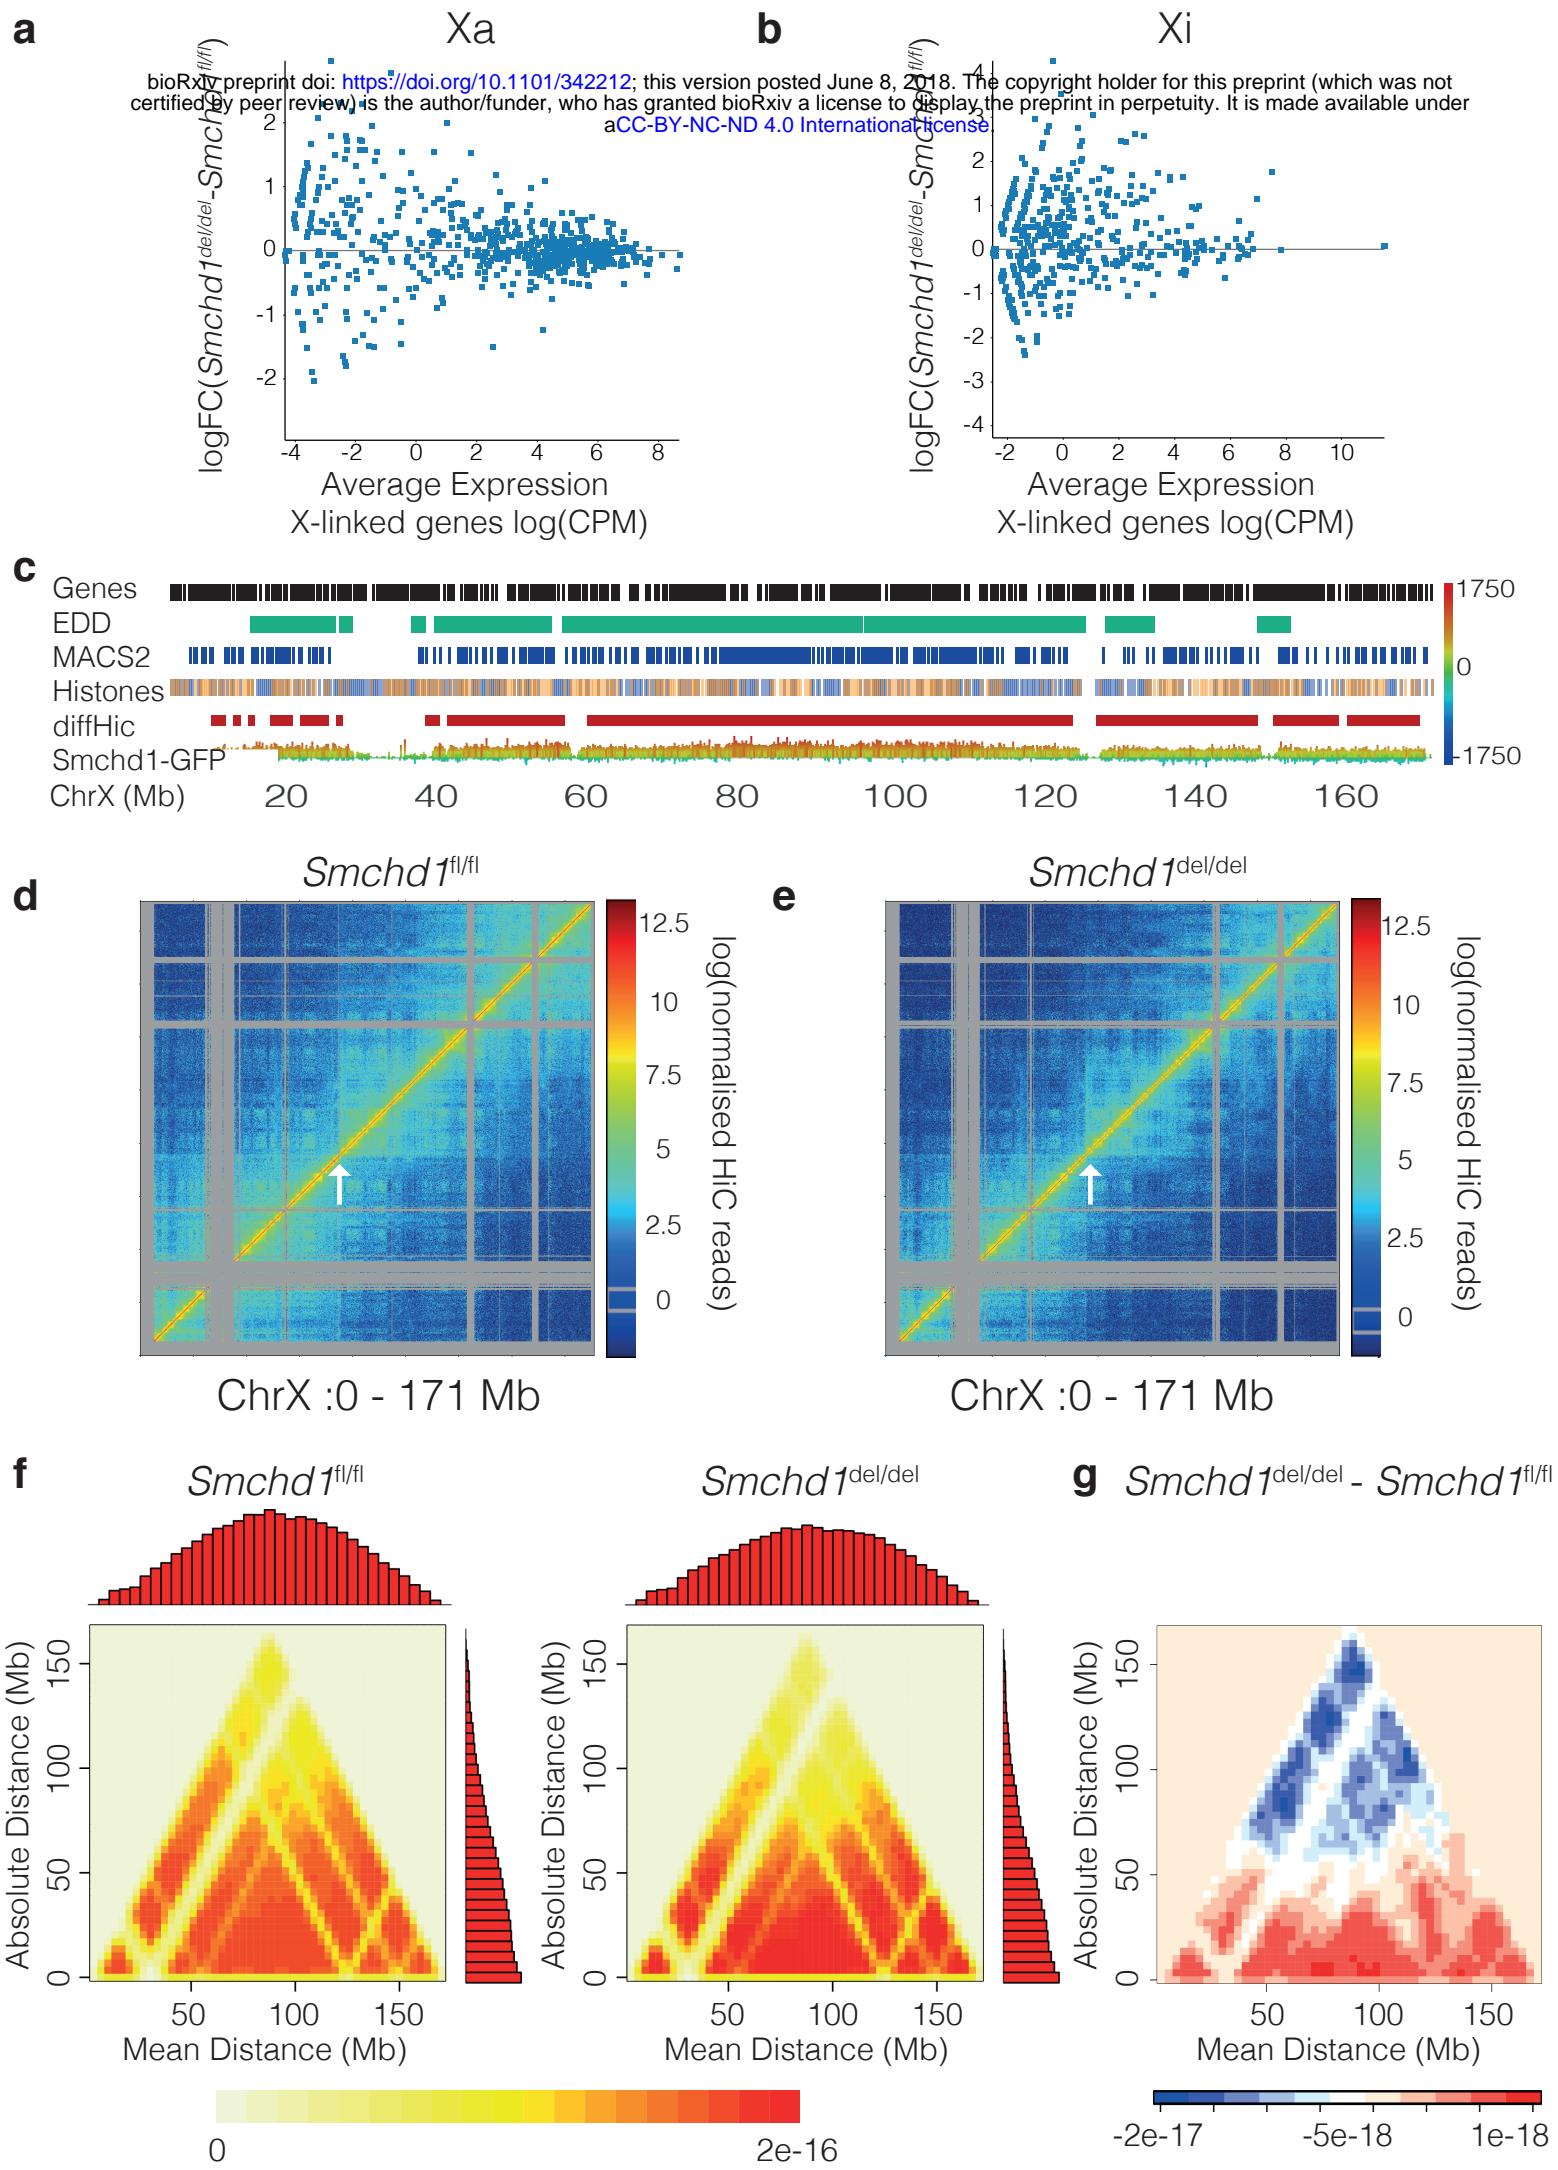 a
Xa
b
Xi
bioRxiv preprint doi: https://doi.org/10.1101/342212; this version posted June 8, 2018. The copyright holder for this preprint (which was not
certified by peer review) is the author/funder, who has granted bioRxiv a license to display the preprint in perpetuity. It is made available under
aCC-BY-NC-ND 4.0 International license.
logFC(Smchd1del/del-Smchd1fl/fl)
2
1
0
-1
-2
-4 -2 0 2 4 6 8
Average Expression
X-linked genes log(CPM)
logFC(Smchd1del/del-Smchd1fl/fl)
4
3
2
1
0
-1
-2
-3
-4
-2 0 2 4 6 8 10
Average Expression
X-linked genes log(CPM)
c
Genes
EDD
MACS2
Histones
diffHic
Smchd1-GFP
ChrX (Mb) 20 40 60 80 100 120 140 160
1750
0
-1750
d
Smchd1fl/fl
12.5
10
7.5
5
2.5
0
log(normalised HiC reads)
ChrX :0 - 171 Mb
e
Smchd1del/del
12.5
10
7.5
5
2.5
0
log(normalised HiC reads)
ChrX :0 - 171 Mb
f
Smchd1fl/fl
Absolute Distance (Mb)
150
100
50
0
50 100 150
Mean Distance (Mb)
Smchd1del/del
Absolute Distance (Mb)
150
100
50
0
50 100 150
Mean Distance (Mb)
0 2e-16
g
Smchd1del/del - Smchd1fl/fl
Absolute Distance (Mb)
150
100
50
0
50 100 150
Mean Distance (Mb)
-2e-17 -5e-18 1e-18